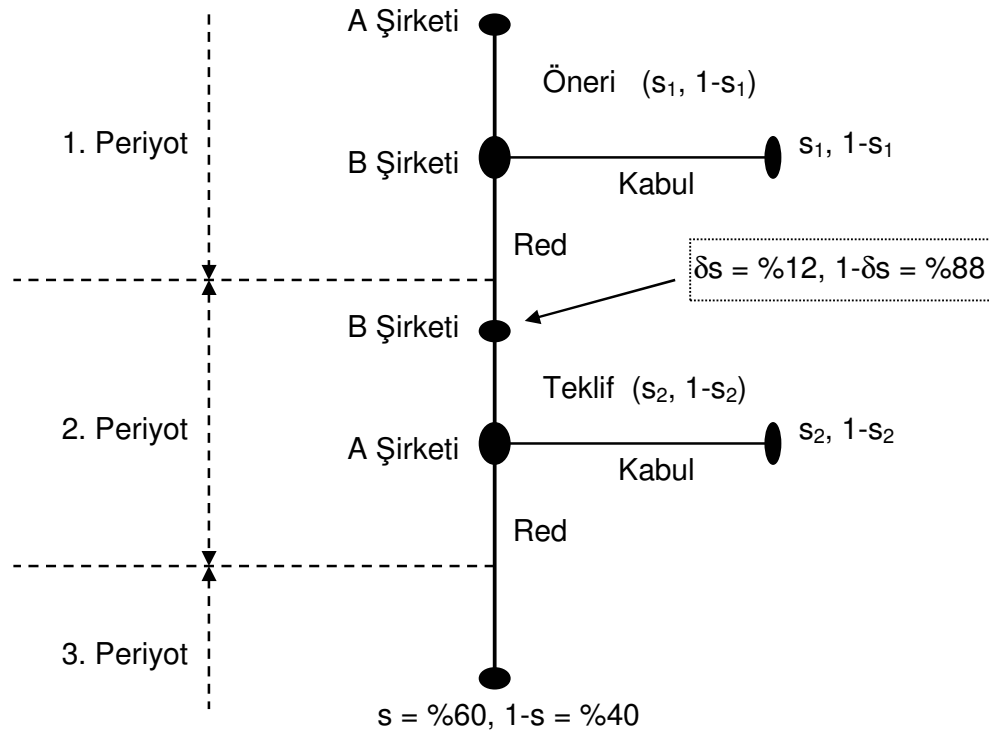 A Şirketi
Öneri (s₁, 1-s₁)
1. Periyot
B Şirketi
s₁, 1-s₁
Kabul
Red
δs = %12, 1-δs = %88
B Şirketi
Teklif (s₂, 1-s₂)
2. Periyot
A Şirketi
s₂, 1-s₂
Kabul
Red
3. Periyot
s = %60, 1-s = %40